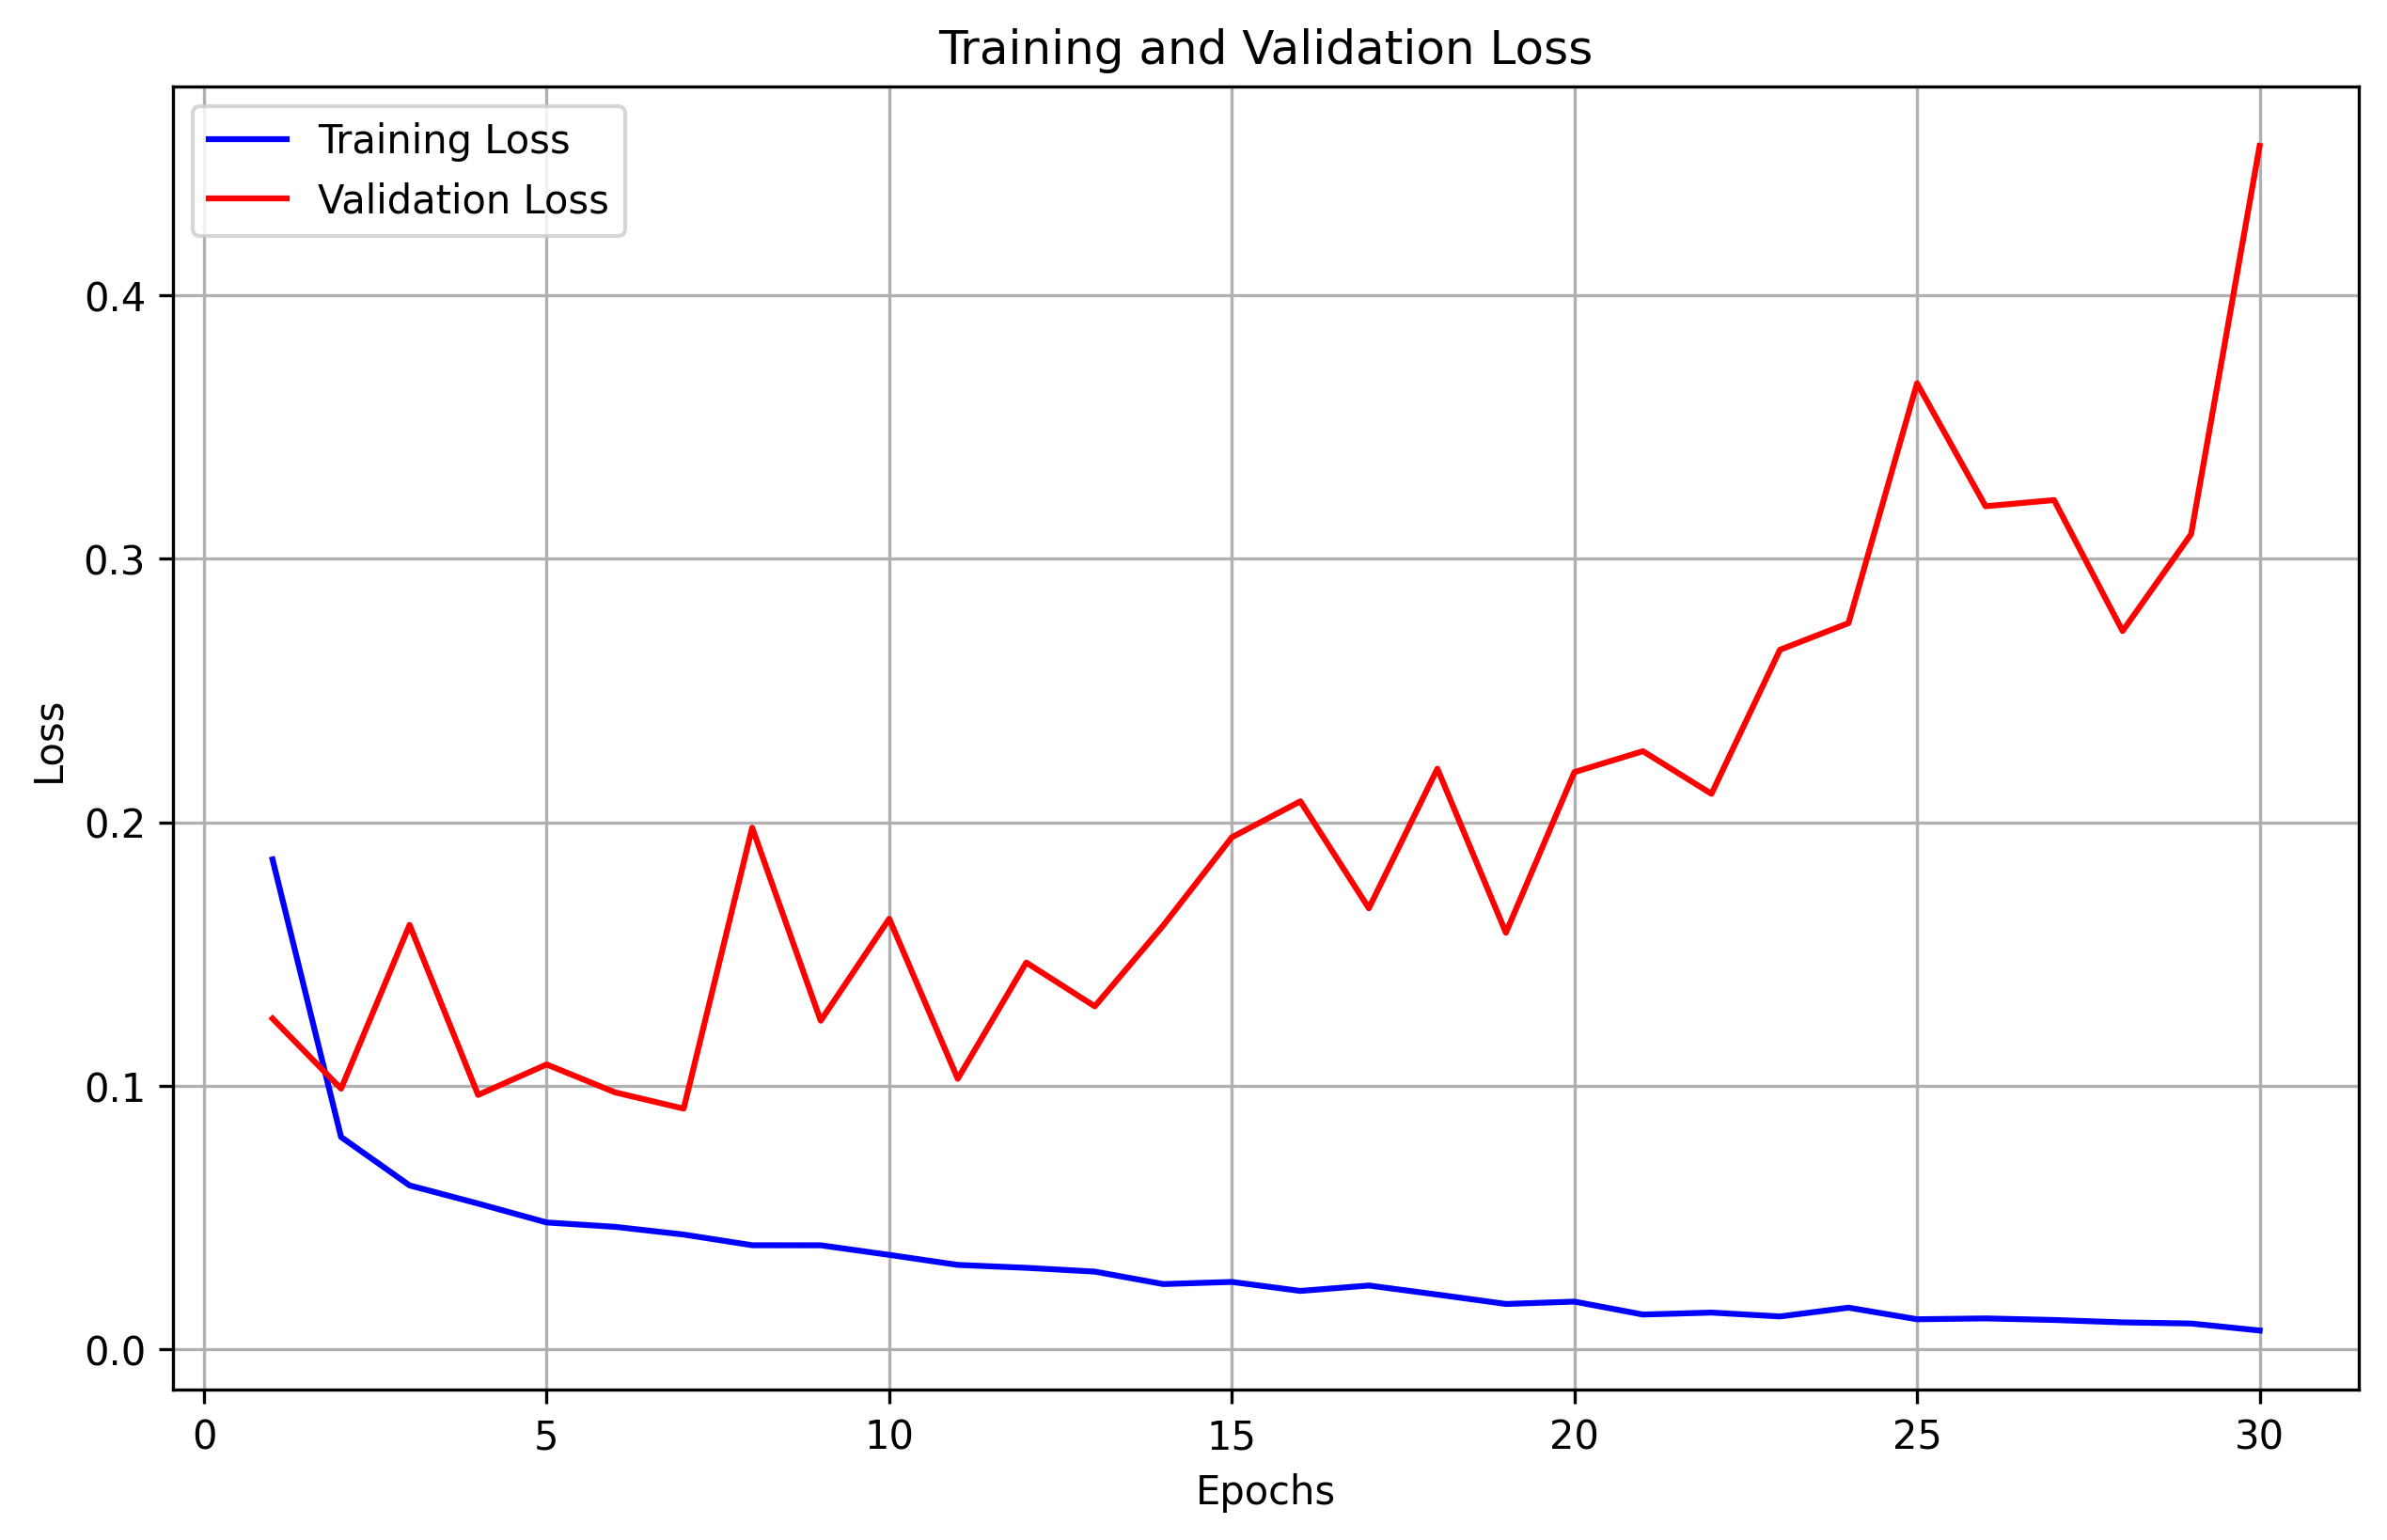 Training and Validation Loss
Training Loss
Validation Loss
Loss
0.4
0.3
0.2
0.1
0.0
0 5 10 15 20 25 30
Epochs